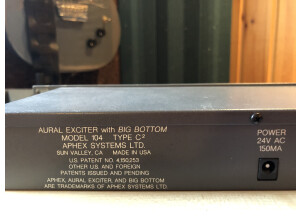 AURAL EXCITER with BIG BOTTOM
MODEL 104 TYPE C²
APHEX SYSTEMS LTD.
SUN VALLEY, CA MADE IN USA
U.S. PATENT NO. 4,150,253
OTHER U.S. AND FOREIGN
PATENTS ISSUED AND PENDING
APHEX, AURAL EXCITER, AND BIG BOTTOM
ARE TRADEMARKS OF APHEX SYSTEMS LTD.
POWER
24V AC
150MA